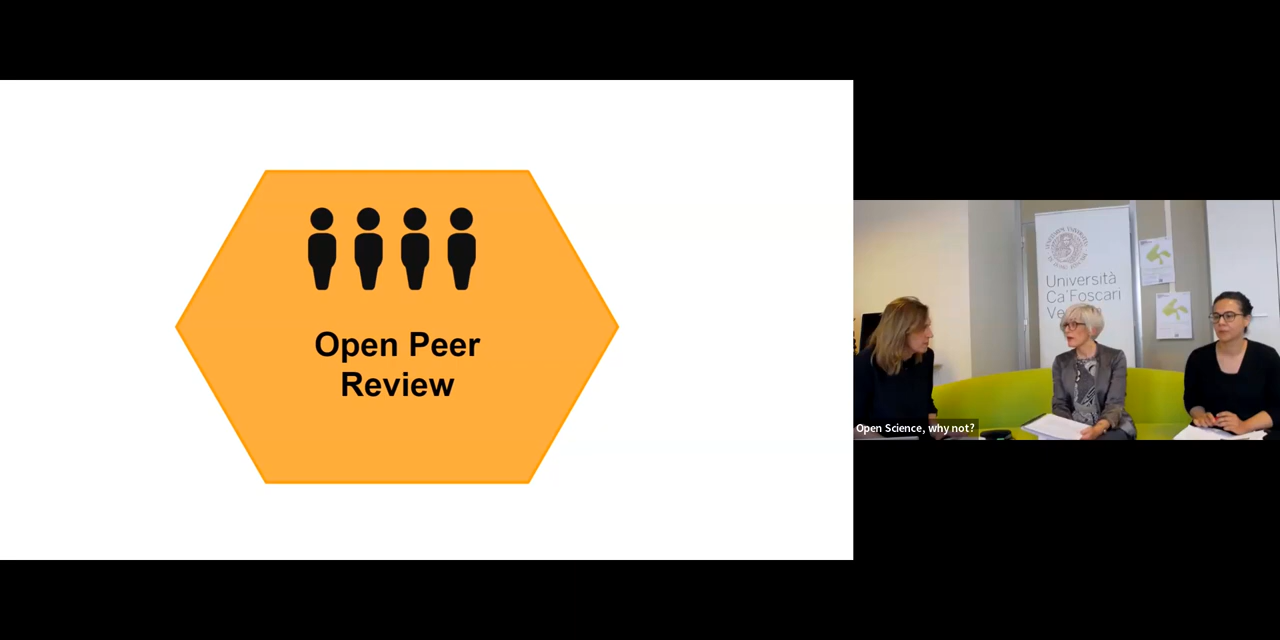 Open Peer
Review
Università
Ca'Foscari
Open Science, why not?